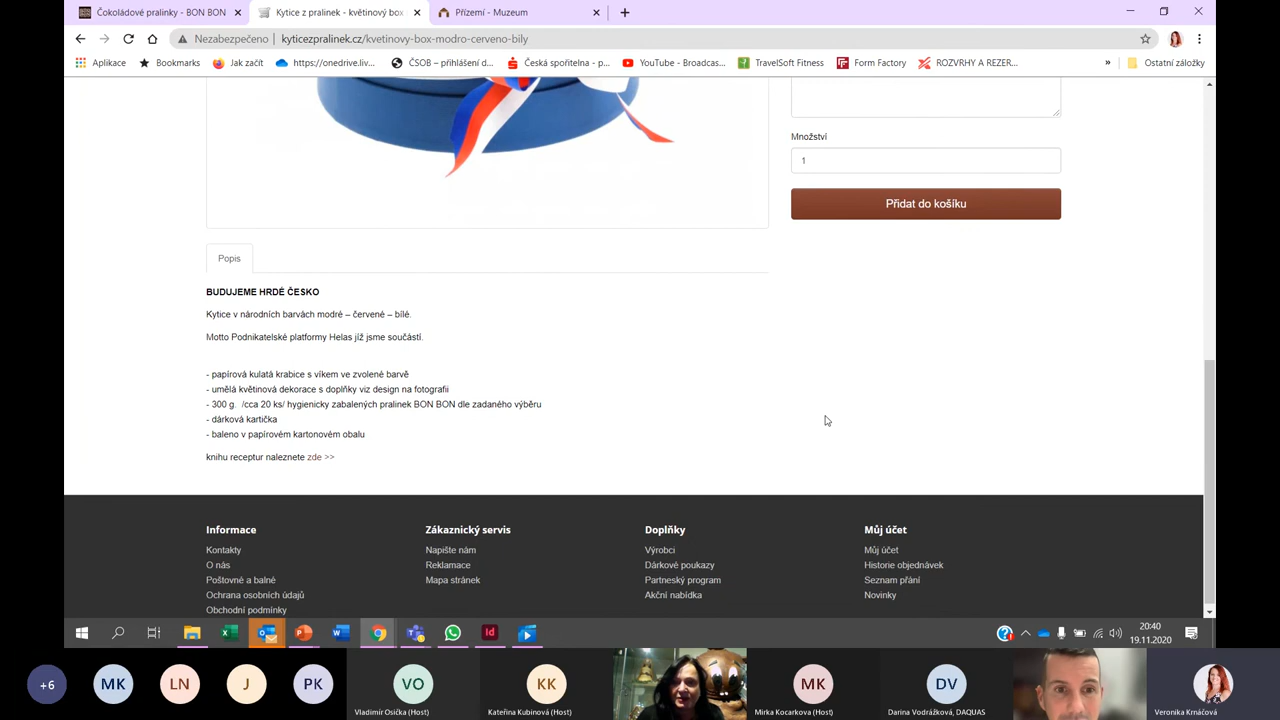 Čokoládové pralinky - BON BON
Kytice z pralinek - květinový box
Přízemí - Muzeum
Nezabezpečeno
kyticezpralinek.cz/kvetinovy-box-modro-cerveno-bily
Aplikace
Bookmarks
Jak začít
https://onedrive.liv...
ČSOB – přihlášení d...
Česká spořitelna - p...
YouTube - Broadcas...
TravelSoft Fitness
Form Factory
ROZVRHY A REZER...
»
Ostatní záložky
Množství
1
Přidat do košíku
Popis
BUDUJEME HRDÉ ČESKO
Kytice v národních barvách modré – červené – bílé.
Motto Podnikatelské platformy Helas jíž jsme součástí.
- papírová kulatá krabice s víkem ve zvolené barvě
- umělá květinová dekorace s doplňky viz design na fotografii
- 300 g.  /cca 20 ks/ hygienicky zabalených pralinek BON BON dle zadaného výběru
- dárková kartička
- baleno v papírovém kartonovém obalu
knihu receptur naleznete zde >>
Informace
Kontakty
O nás
Poštovné a balné
Ochrana osobních údajů
Obchodní podmínky
Zákaznický servis
Napište nám
Reklamace
Mapa stránek
Doplňky
Výrobci
Dárkové poukazy
Partneský program
Akční nabídka
Můj účet
Můj účet
Historie objednávek
Seznam přání
Novinky
20:40
19.11.2020
+6
MK
LN
J
PK
VO
Vladimír Osička (Host)
KK
Kateřina Kubinová (Host)
MK
Mirka Kocarkova (Host)
DV
Darina Vodrážková, DAQUAS
Veronika Krnáčová